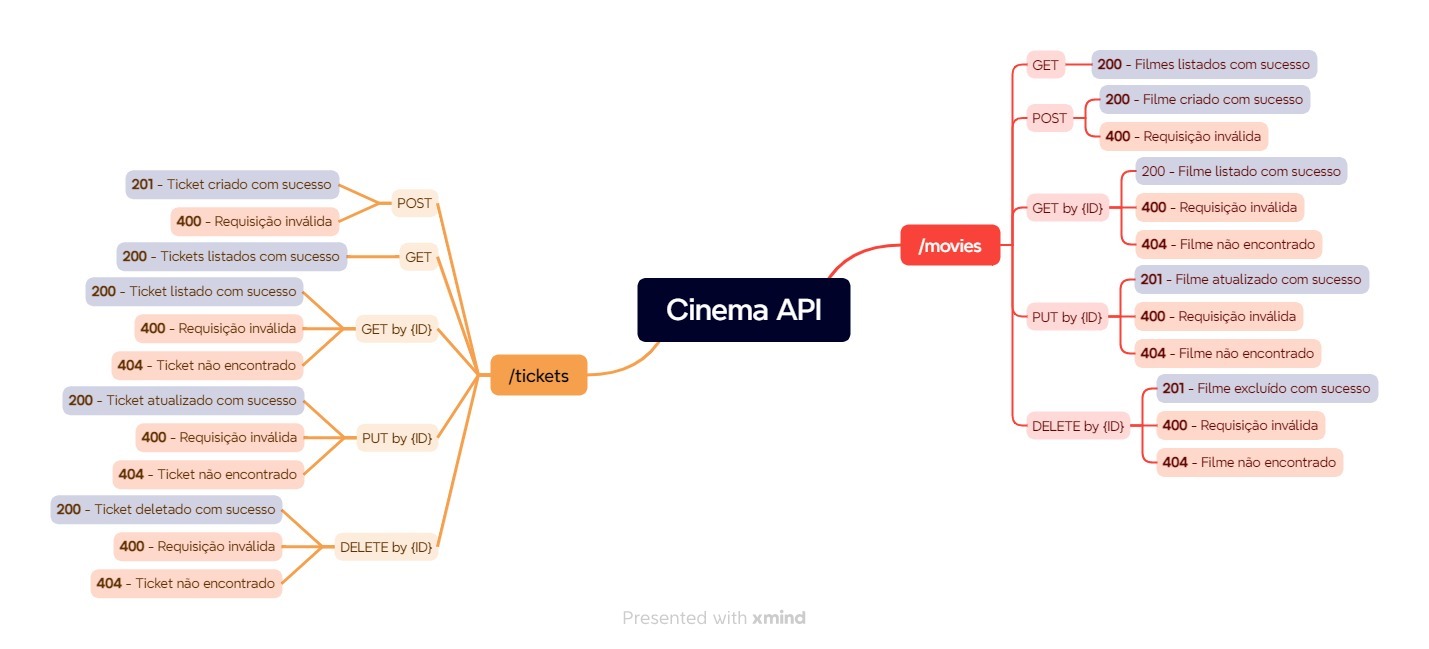 Cinema API
/movies
GET
200 - Filmes listados com sucesso
POST
200 - Filme criado com sucesso
400 - Requisição inválida
GET by {ID}
200 - Filme listado com sucesso
400 - Requisição inválida
404 - Filme não encontrado
PUT by {ID}
201 - Filme atualizado com sucesso
400 - Requisição inválida
404 - Filme não encontrado
DELETE by {ID}
201 - Filme excluído com sucesso
400 - Requisição inválida
404 - Filme não encontrado
/tickets
POST
201 - Ticket criado com sucesso
400 - Requisição inválida
GET
200 - Tickets listados com sucesso
GET by {ID}
200 - Ticket listado com sucesso
400 - Requisição inválida
404 - Ticket não encontrado
PUT by {ID}
200 - Ticket atualizado com sucesso
400 - Requisição inválida
404 - Ticket não encontrado
DELETE by {ID}
200 - Ticket deletado com sucesso
400 - Requisição inválida
404 - Ticket não encontrado
Presented with xmind